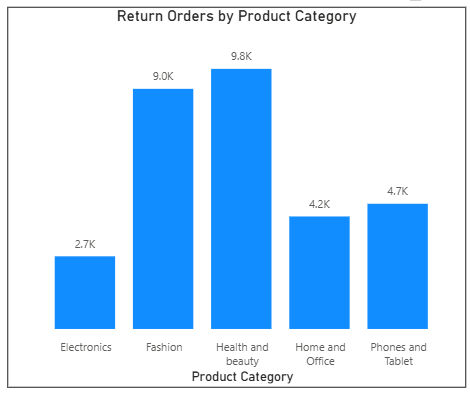 Return Orders by Product Category
9.8K
9.0K
4.7K
4.2K
2.7K
Electronics
Fashion
Health and
beauty
Home and
Office
Phones and
Tablet
Product Category